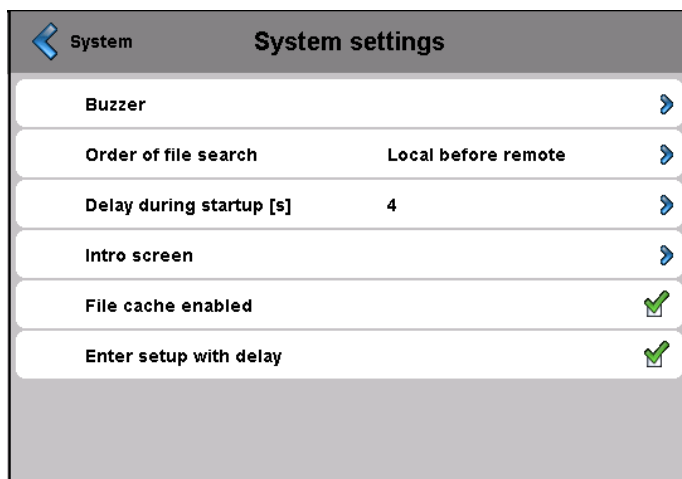 System System settings
Buzzer
Order of file search Local before remote
Delay during startup [s] 4
Intro screen
File cache enabled
Enter setup with delay